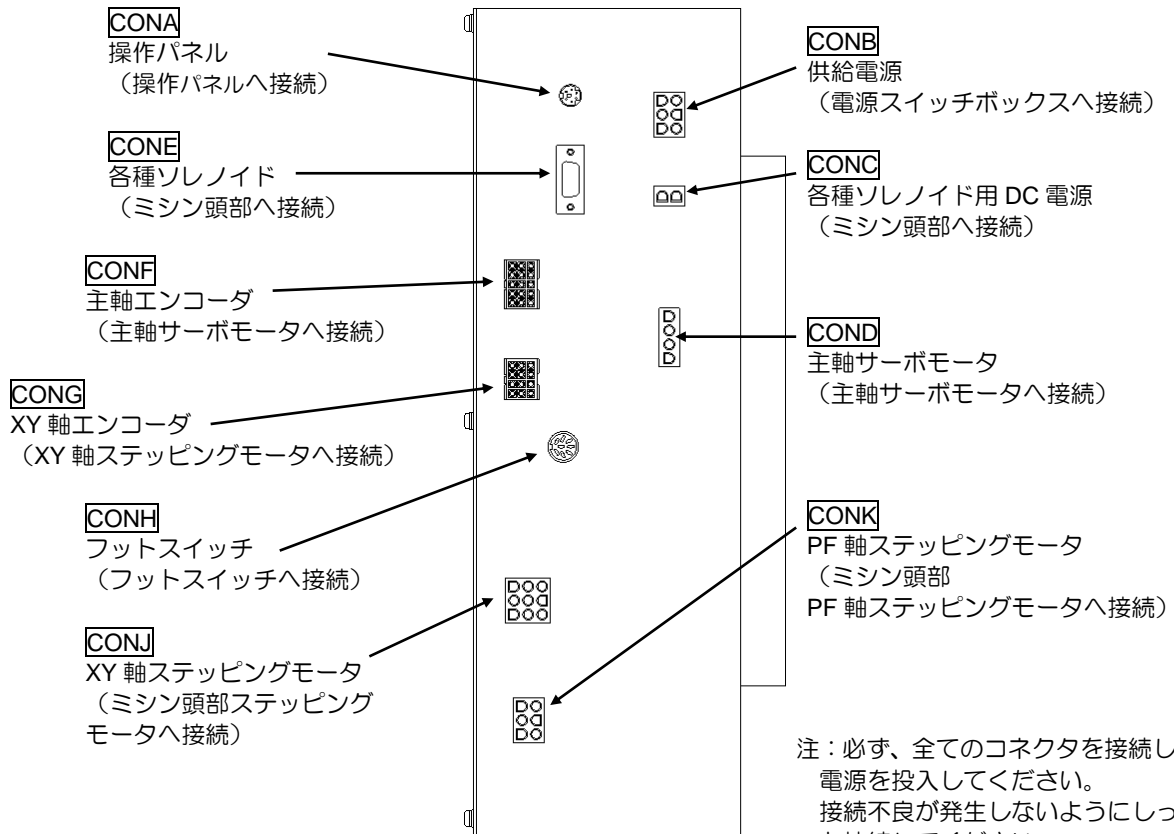 CONA
操作パネル
（操作パネルへ接続）
CONE
各種ソレノイド
（ミシン頭部へ接続）
CONF
主軸エンコーダ
（主軸サーボモータへ接続）
CONG
XY 軸エンコーダ
（XY 軸ステッピングモータへ接続）
CONH
フットスイッチ
（フットスイッチへ接続）
CONJ
XY 軸ステッピングモータ
（ミシン頭部ステッピング
モータへ接続）
CONB
供給電源
（電源スイッチボックスへ接続）
CONC
各種ソレノイド用 DC 電源
（ミシン頭部へ接続）
COND
主軸サーボモータ
（主軸サーボモータへ接続）
CONK
PF 軸ステッピングモータ
（ミシン頭部
PF 軸ステッピングモータへ接続）
注：必ず、全てのコネクタを接続し
電源を投入してください。
接続不良が発生しないようにしっ